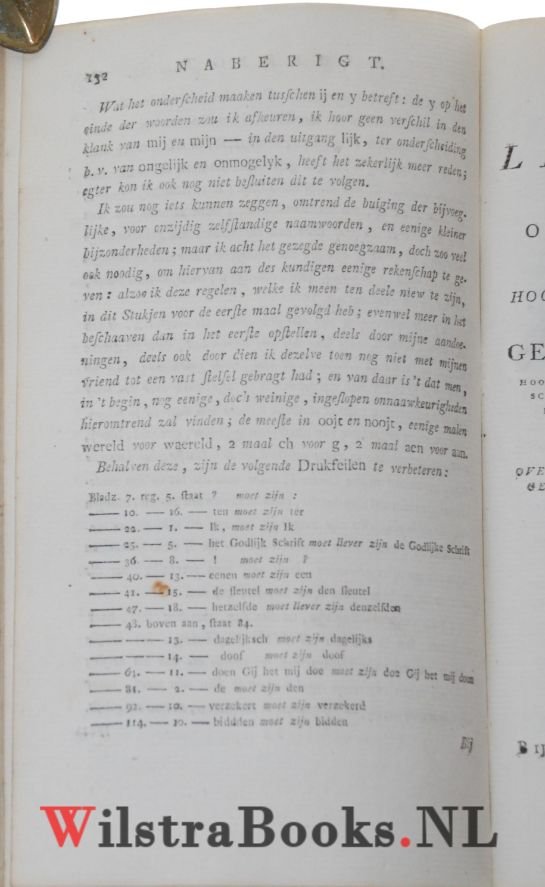 132
NABERIGT.
Wat het onderſcheid maaken tusſchen ij en y betreft: de y op het
einde der woorden zou ik afkeuren, ik hoor geen verſchil in den
klank van mij en mijn — in den uitgang lijk, ter onderſcheiding
b. v. van ongelijk en onmogelyk, heeft het zekerlijk meer reden;
egter kon ik ook nog niet beſluiten dit te volgen.
Ik zou nog iets kunnen zeggen, omtrend de buiging der bijvoeg.
lijke, voor onzijdig zelfſtandige naamwoorden, en eenige kleiner
bijzonderheden; maar ik acht het gezegde genoegzaam, doch zoo veel
ook noodig, om hiervan aan des kundigen eenige rekenſchap te ge.
ven: alzoo ik deze regelen, welke ik meen ten deele niew te zijn,
in dit Stukjen voor de eerſte maal gevolgd heb; evenwel meer in het
beſchaaven dan in het eerſte opſtellen, deels door mijne aandoe.
ningen, deels ook door dien ik dezelve toen nog niet met mijnen
vriend tot een vast ſtelſel gebragt had; en van daar is 't dat men,
in 't begin, nog eenige, doch weinige, ingeſlopen onnaauwkeurigheden
hieromtrend zal vinden; de meeſte in oojt en nonjt, eenige malen
wereld voor waereld, 2 maal ch voor g, 2 maal aen voor aan.
Behalven deze, zijn de volgende Drukfeilen te verbeteren:
Bladz. 7. reg. 5. ſtaat ? moet zijn :
—— 10. — 16. — ten moet zijn ter
—— 22. — 1. — Ik, moet zijn Ik
—— 25. — 5. — het Godlijk Schrift moet liever zijn de Godlijke Schrift
—— 36. — 8. — ! moet zijn ?
—— 40. — 13. — eenen moet zijn een
—— 41. — 15. — de ſleutel moet zijn den ſleutel
—— 47. — 18. — hetzelfde moet liever zijn denzelfden
—— 48. boven aan, ſtaat 84.
———— 13. — dagelijksch moet zijn dagelijks
———— 14. — doof moet zijn doof
—— 61. — 11. — doen Gij het mij doe moet zijn doe Gij het mij doen
—— 81. — 2. — de moet zijn den
—— 92. — 10. — verzekert moet zijn verzekerd
—— 114. — 10. — bidden moet zijn bidden
Bij
L
O
HOO
GE
HOO
SC
OVE
GE
BIJ
WilstraBooks.NL